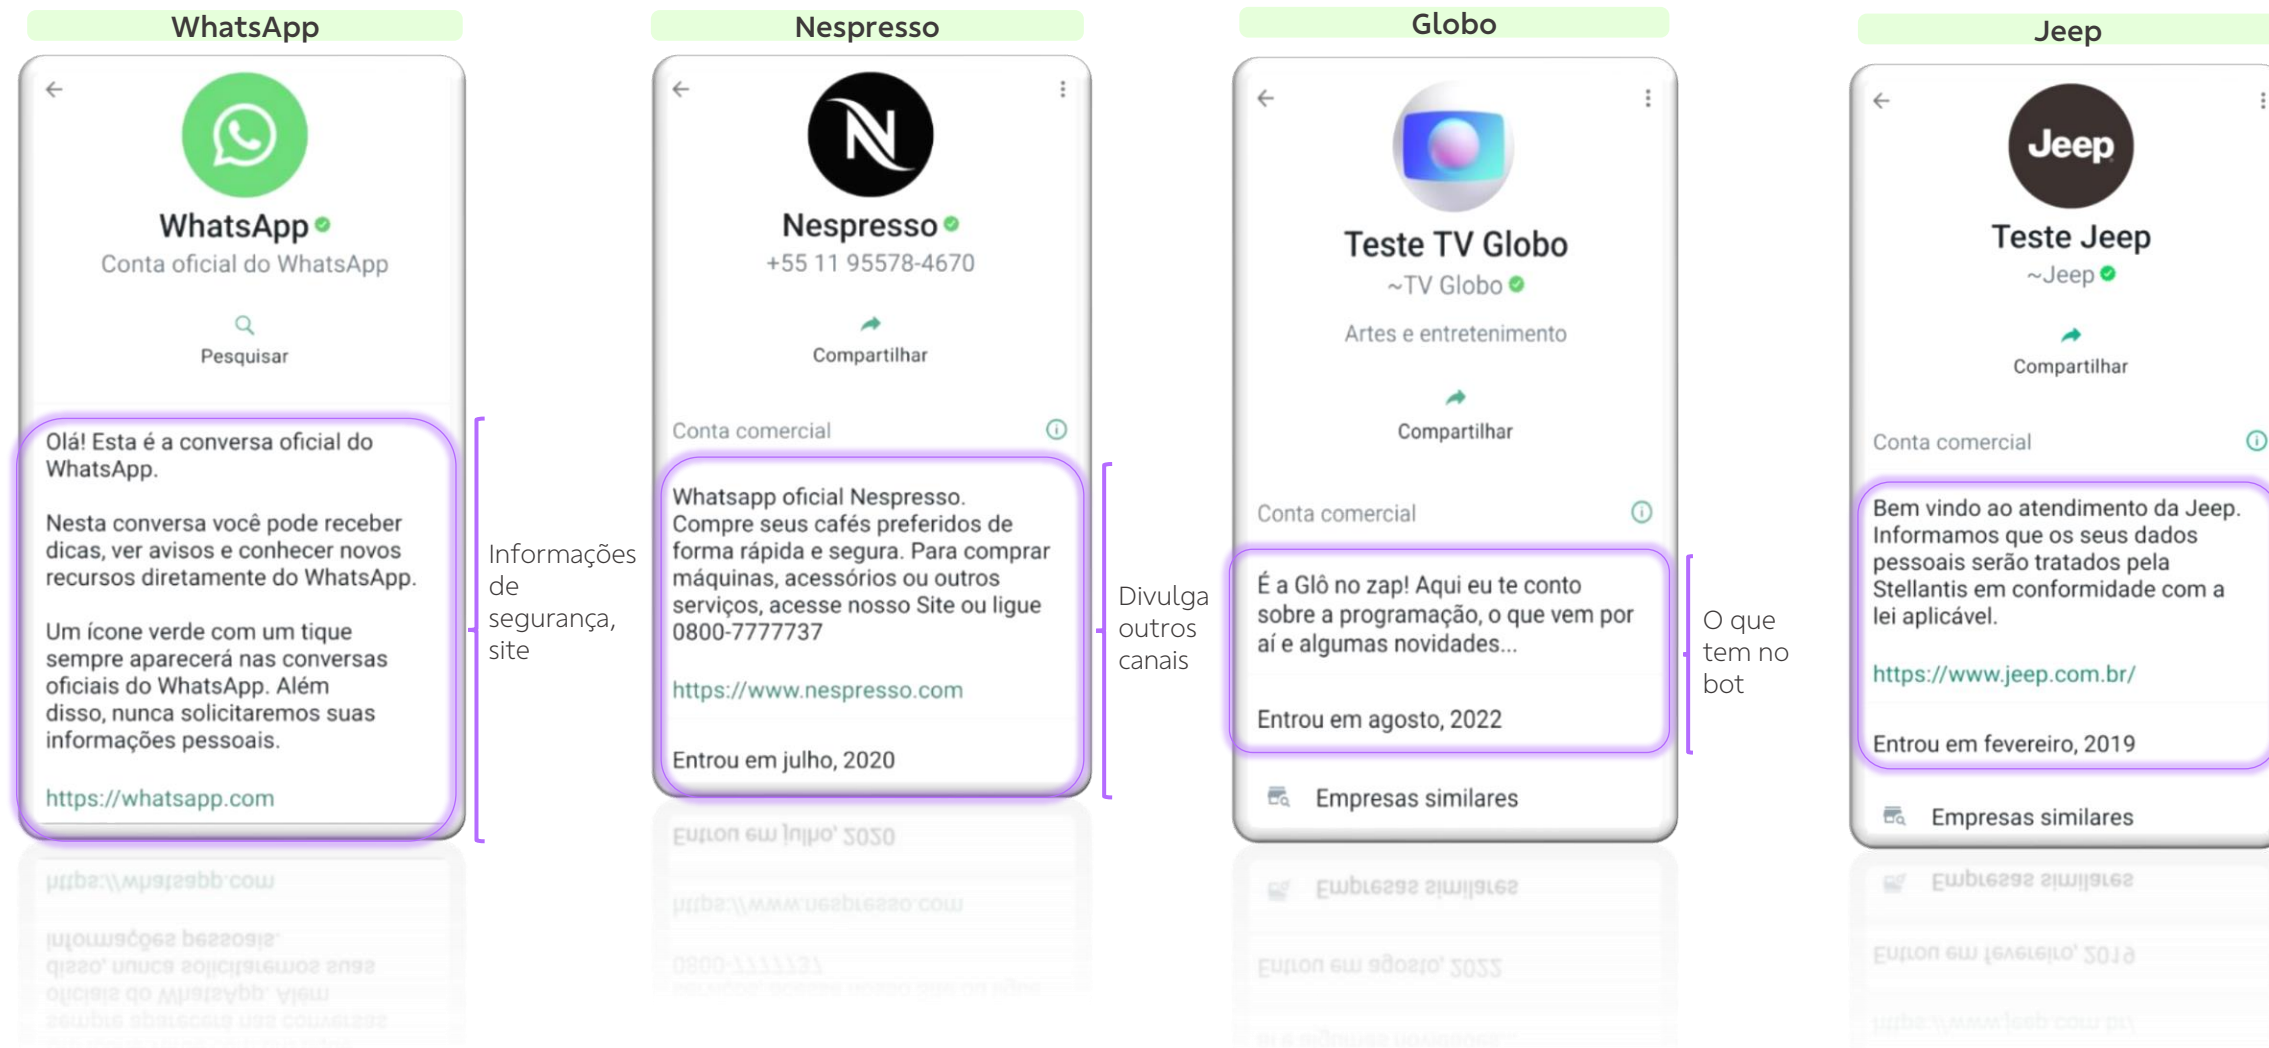 WhatsApp
WhatsApp
Conta oficial do WhatsApp
Pesquisar
Olá! Esta é a conversa oficial do
WhatsApp.
Nesta conversa você pode receber
dicas, ver avisos e conhecer novos
recursos diretamente do WhatsApp.
Um ícone verde com um tique
sempre aparecerá nas conversas
oficiais do WhatsApp. Além
disso, nunca solicitaremos suas
informações pessoais.
https://whatsapp.com
Informações
de
segurança,
site
Nespresso
N
Nespresso
+55 11 95578-4670
Compartilhar
Conta comercial
Whatsapp oficial Nespresso.
Compre seus cafés preferidos de
forma rápida e segura. Para comprar
máquinas, acessórios ou outros
serviços, acesse nosso Site ou ligue
0800-7777737
https://www.nespresso.com
Entrou em julho, 2020
Divulga
outros
canais
Globo
Teste TV Globo
~TV Globo
Artes e entretenimento
Compartilhar
Conta comercial
É a Glô no zap! Aqui eu te conto
sobre a programação, o que vem por
aí e algumas novidades...
Entrou em agosto, 2022
Empresas similares
O que
tem no
bot
Jeep
Jeep
Teste Jeep
~Jeep
Compartilhar
Conta comercial
Bem vindo ao atendimento da Jeep.
Informamos que os seus dados
pessoais serão tratados pela
Stellantis em conformidade com a
lei aplicável.
https://www.jeep.com.br/
Entrou em fevereiro, 2019
Empresas similares